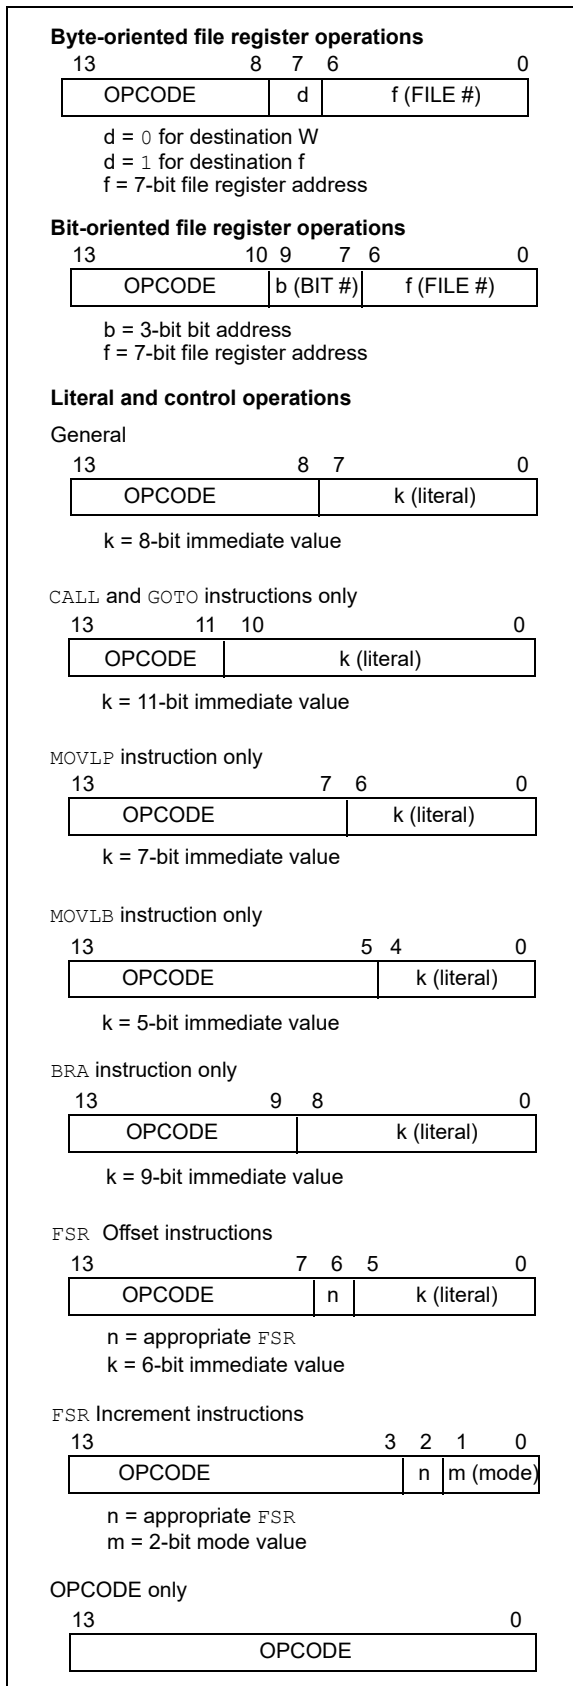 Byte-oriented file register operations
13 8 7 6 0
OPCODE d f (FILE #)
d = 0 for destination W
d = 1 for destination f
f = 7-bit file register address
Bit-oriented file register operations
13 10 9 7 6 0
OPCODE b (BIT #) f (FILE #)
b = 3-bit bit address
f = 7-bit file register address
Literal and control operations
General
13 8 7 0
OPCODE k (literal)
k = 8-bit immediate value
CALL and GOTO instructions only
13 11 10 0
OPCODE k (literal)
k = 11-bit immediate value
MOVLP instruction only
13 7 6 0
OPCODE k (literal)
k = 7-bit immediate value
MOVLB instruction only
13 5 4 0
OPCODE k (literal)
k = 5-bit immediate value
BRA instruction only
13 9 8 0
OPCODE k (literal)
k = 9-bit immediate value
FSR Offset instructions
13 7 6 5 0
OPCODE n k (literal)
n = appropriate FSR
k = 6-bit immediate value
FSR Increment instructions
13 3 2 1 0
OPCODE n m (mode)
n = appropriate FSR
m = 2-bit mode value
OPCODE only
13 0
OPCODE